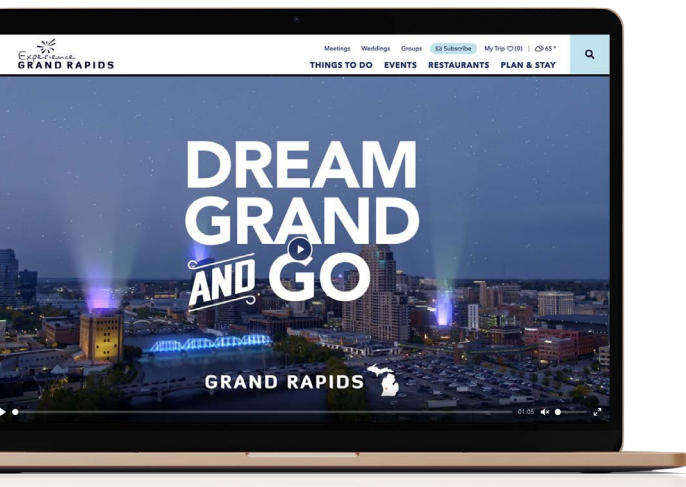 Experience
GRAND RAPIDS
Meetings Weddings Groups Subscribe My Trip (0) | 65°
THINGS TO DO EVENTS RESTAURANTS PLAN & STAY
DREAM
GRAND
AND GO
GRAND RAPIDS
01:05